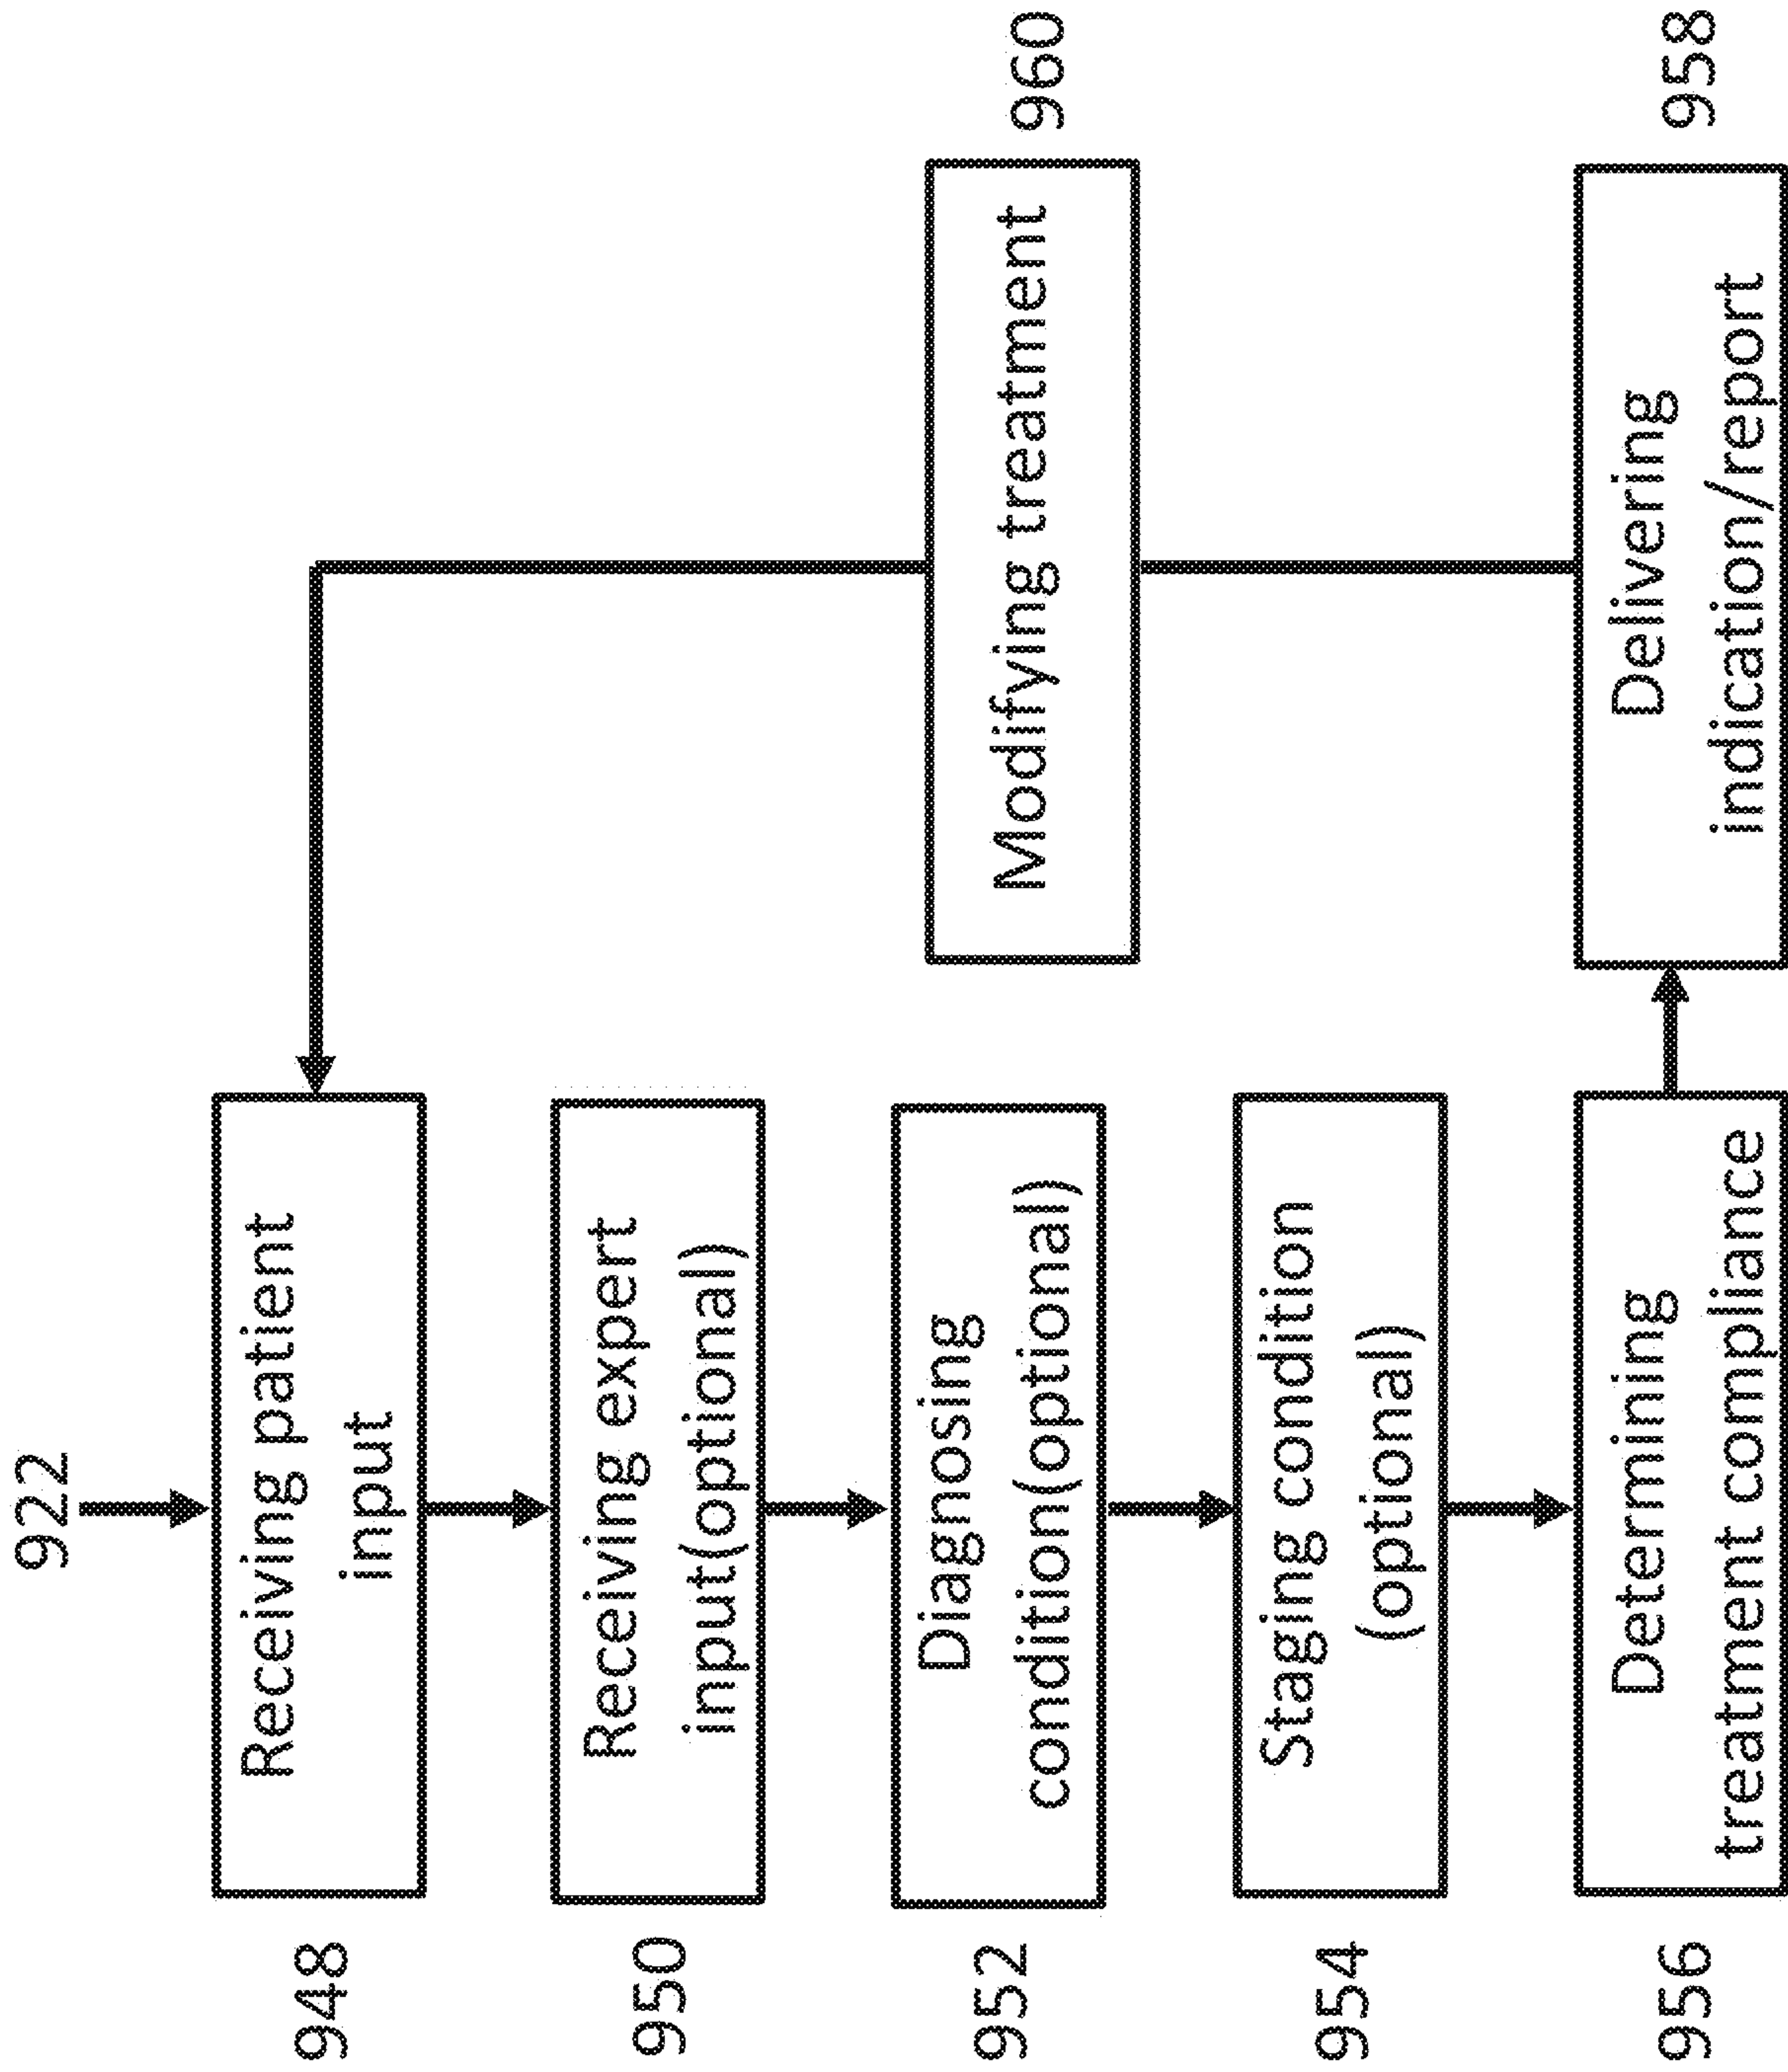 922
948
Receiving patient
input
950
Receiving expert
input(optional)
952
Diagnosing
condition(optional)
954
Staging condition
(optional)
956
Determining
treatment compliance
Delivering
indication/report
958
Modifying treatment
960